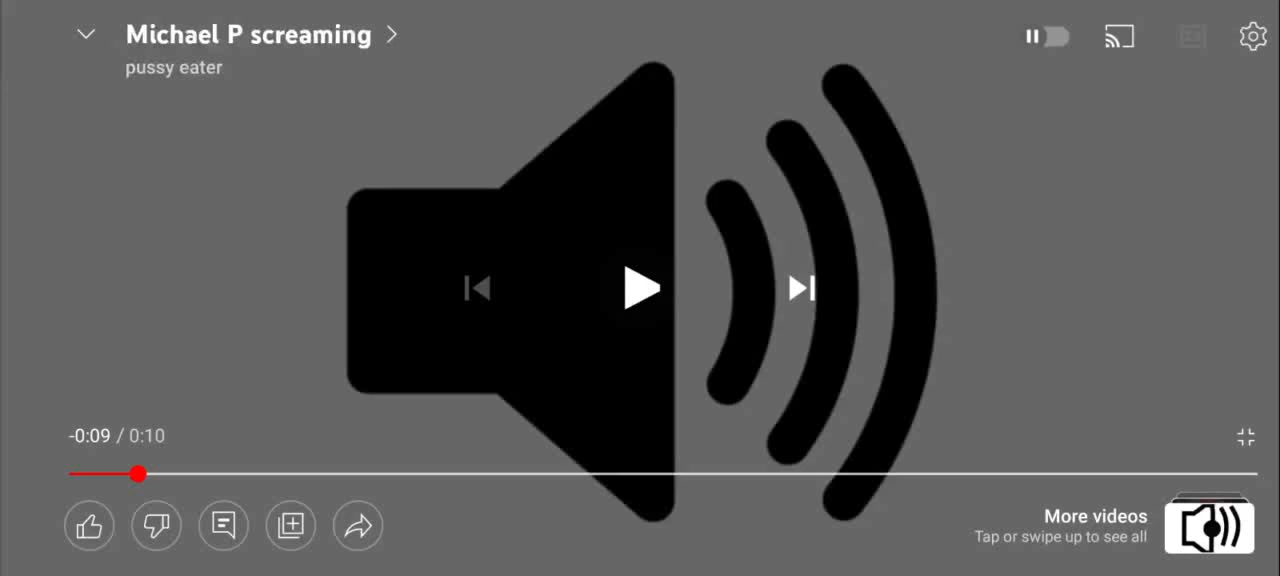 Michael P screaming
pussy eater
-0:09 / 0:10
More videos
Tap or swipe up to see all